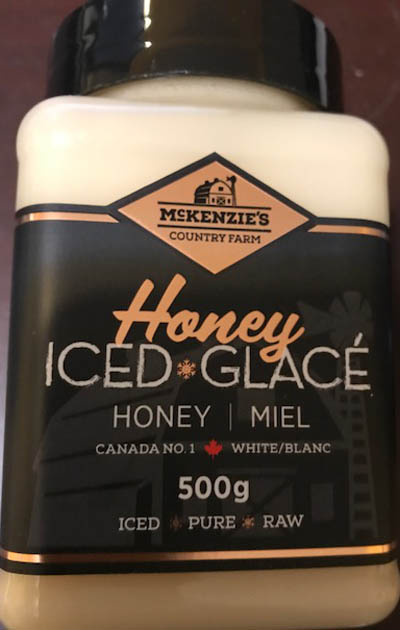 McKENZIE'S
COUNTRY FARM
Honey
ICED GLACÉ
HONEY | MIEL
CANADA NO. 1 WHITE/BLANC
500g
ICED PURE RAW